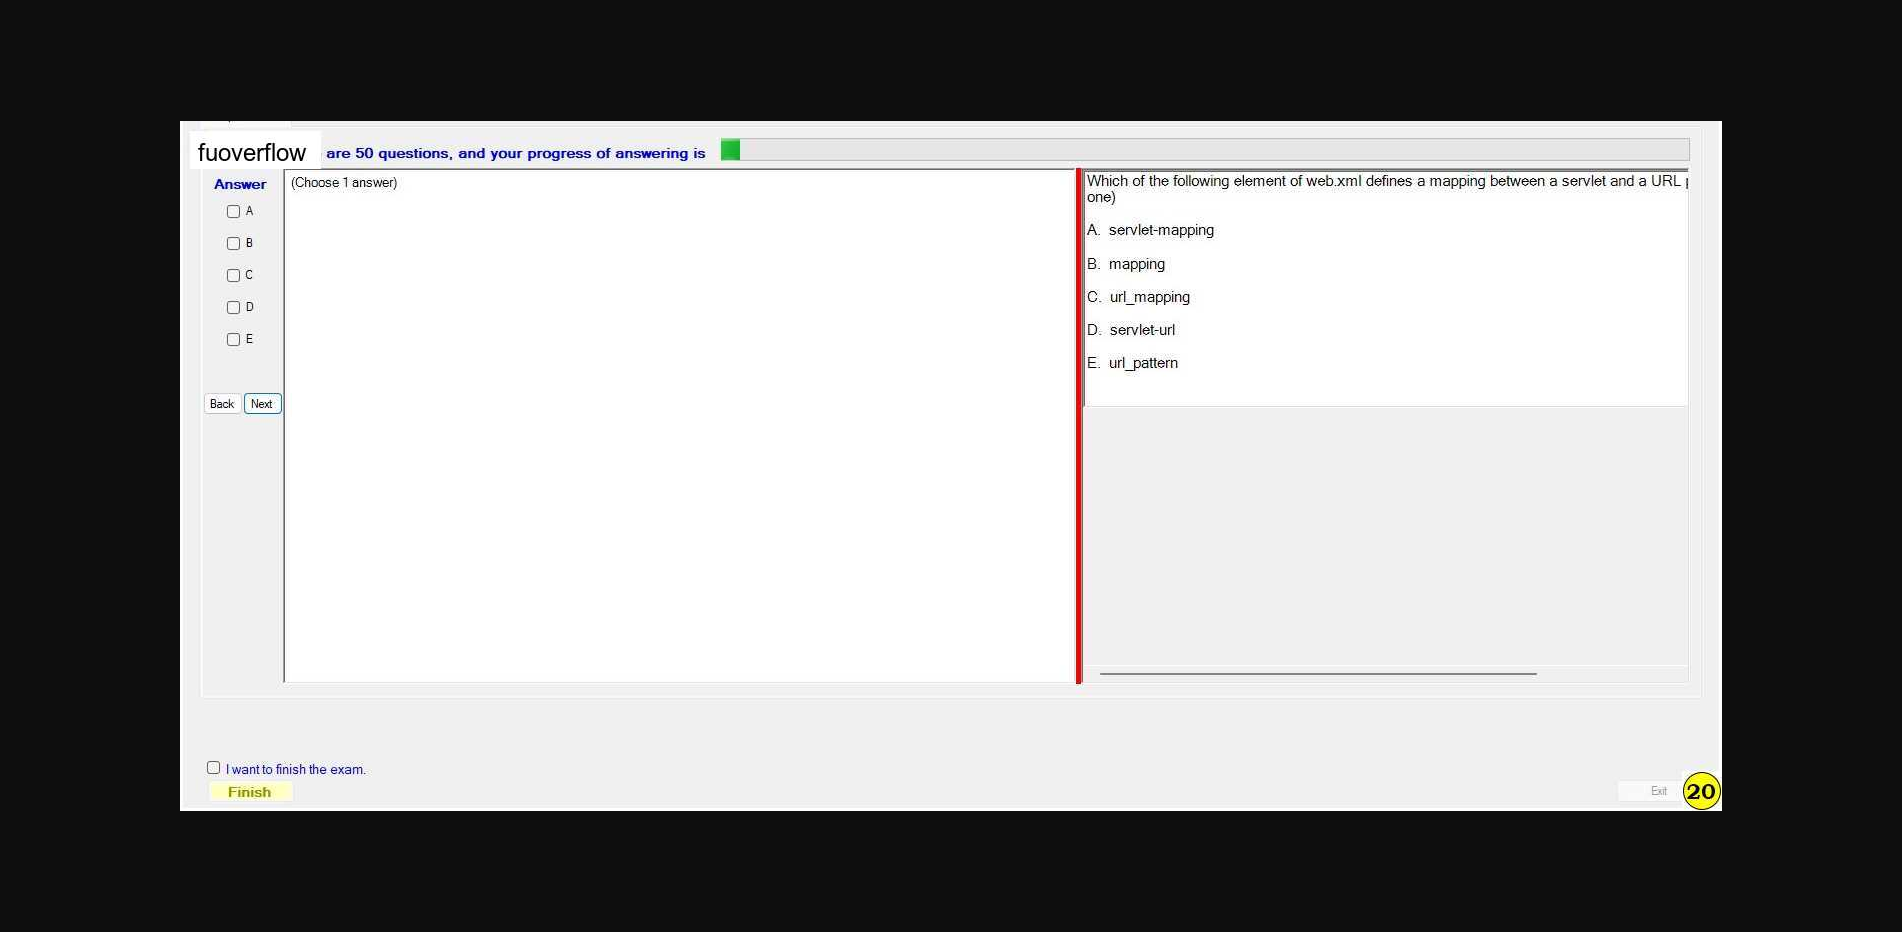 fuoverflow are 50 questions, and your progress of answering is
Answer
A
B
C
D
E
Back Next
(Choose 1 answer)
Which of the following element of web.xml defines a mapping between a servlet and a URL
one)
A. servlet-mapping
B. mapping
C. url_mapping
D. servlet-url
E. url_pattern
I want to finish the exam.
Finish
Exit
20